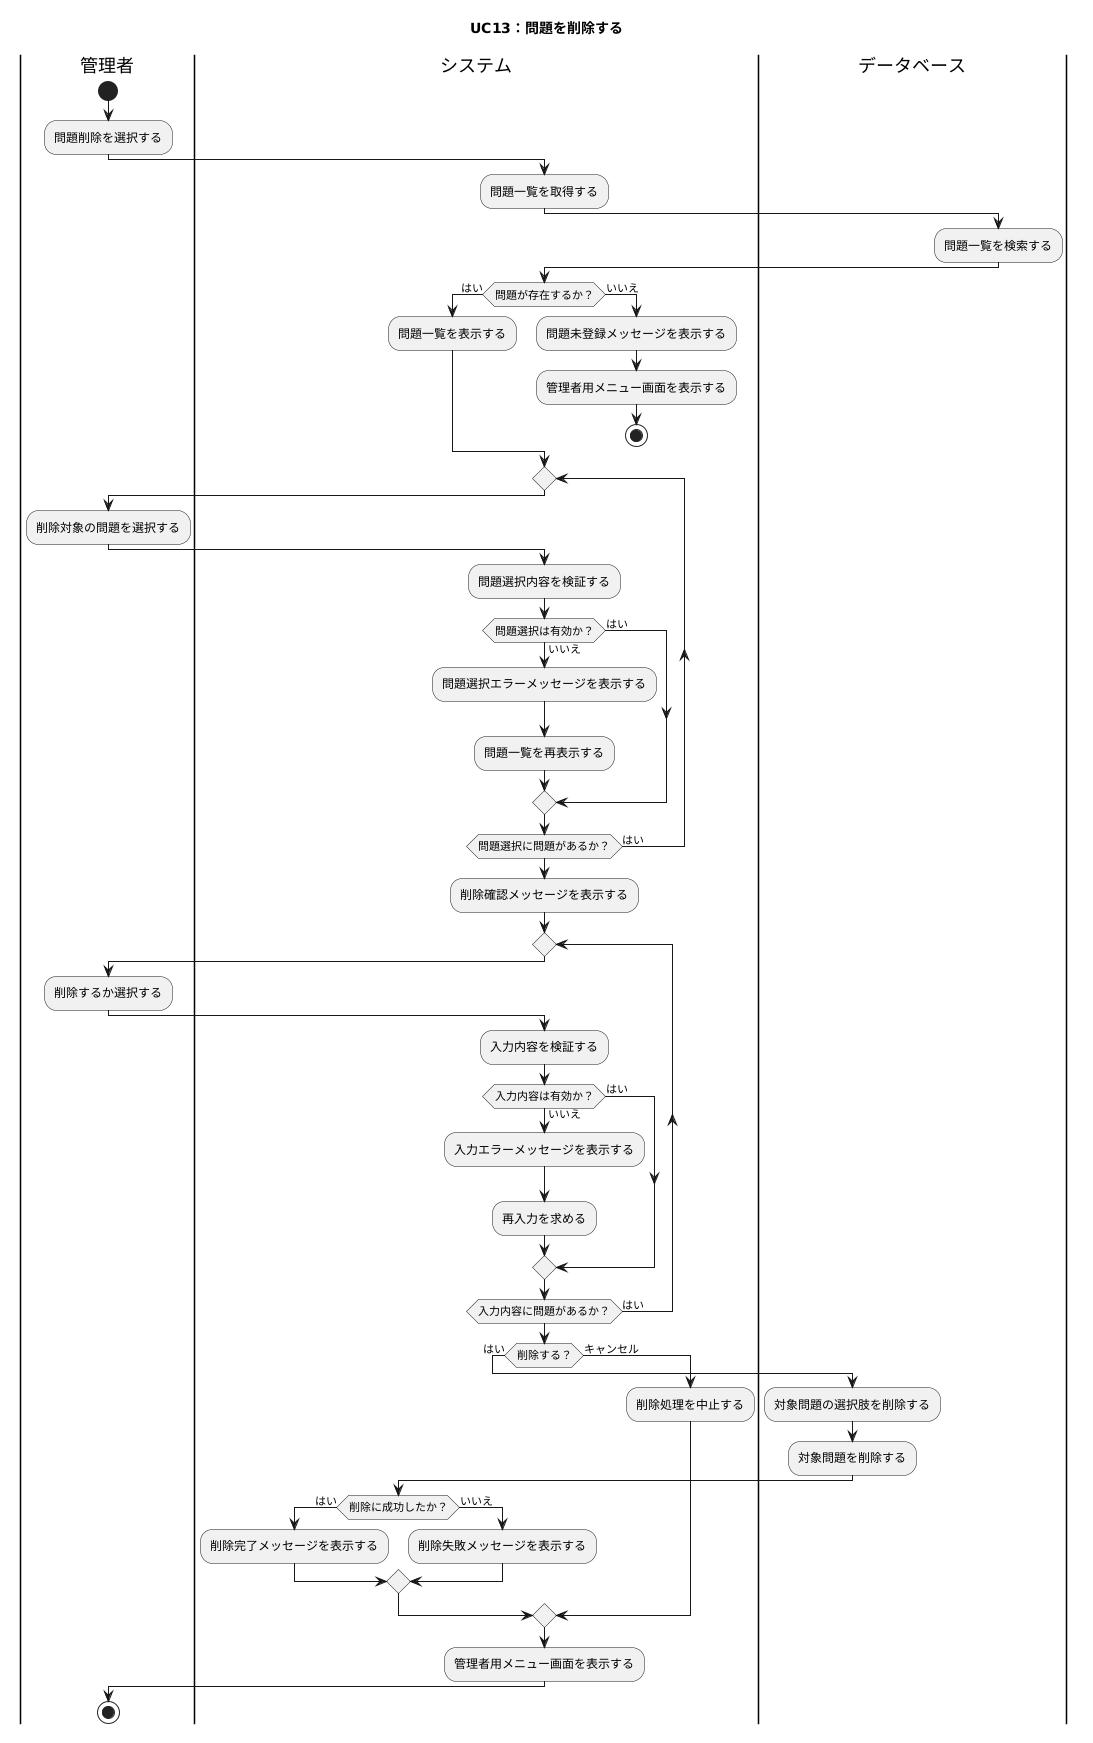 UC13：問題を削除する
管理者
システム
データベース
問題削除を選択する
問題一覧を取得する
問題一覧を検索する
はい
問題が存在するか？
いいえ
問題一覧を表示する
問題未登録メッセージを表示する
管理者用メニュー画面を表示する
削除対象の問題を選択する
問題選択内容を検証する
問題選択は有効か？
はい
いいえ
問題選択エラーメッセージを表示する
問題一覧を再表示する
問題選択に問題があるか？
はい
削除確認メッセージを表示する
削除するか選択する
入力内容を検証する
入力内容は有効か？
はい
いいえ
入力エラーメッセージを表示する
再入力を求める
入力内容に問題があるか？
はい
はい
削除する？
キャンセル
削除処理を中止する
対象問題の選択肢を削除する
対象問題を削除する
はい
削除に成功したか？
いいえ
削除完了メッセージを表示する
削除失敗メッセージを表示する
管理者用メニュー画面を表示する